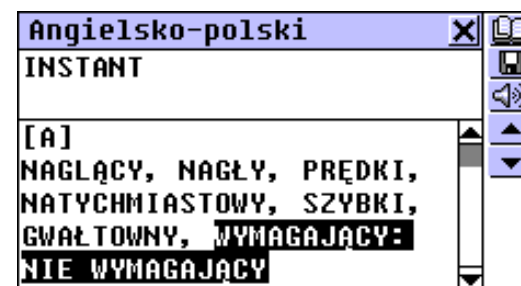 Angielsko-polski
INSTANT
[A]
NAGLĄCY, NAGŁY, PRĘDKI,
NATYCHMIASTOWY, SZYBKI,
GWAŁTOWNY, WYMAGAJĄCY:
NIE WYMAGAJĄCY